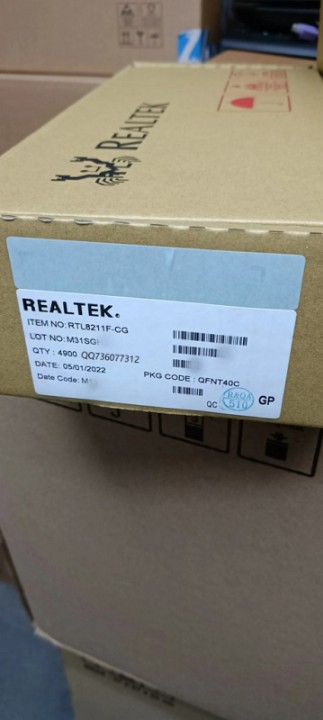 REALTEK
REALTEK.
ITEM NO:RTL8211F-CG
LOT NO:M31SG
QTY : 4900 QQ736077312
DATE: 05/01/2022
PKG CODE : QFNT40C
Date Code: M
QC
510
GP